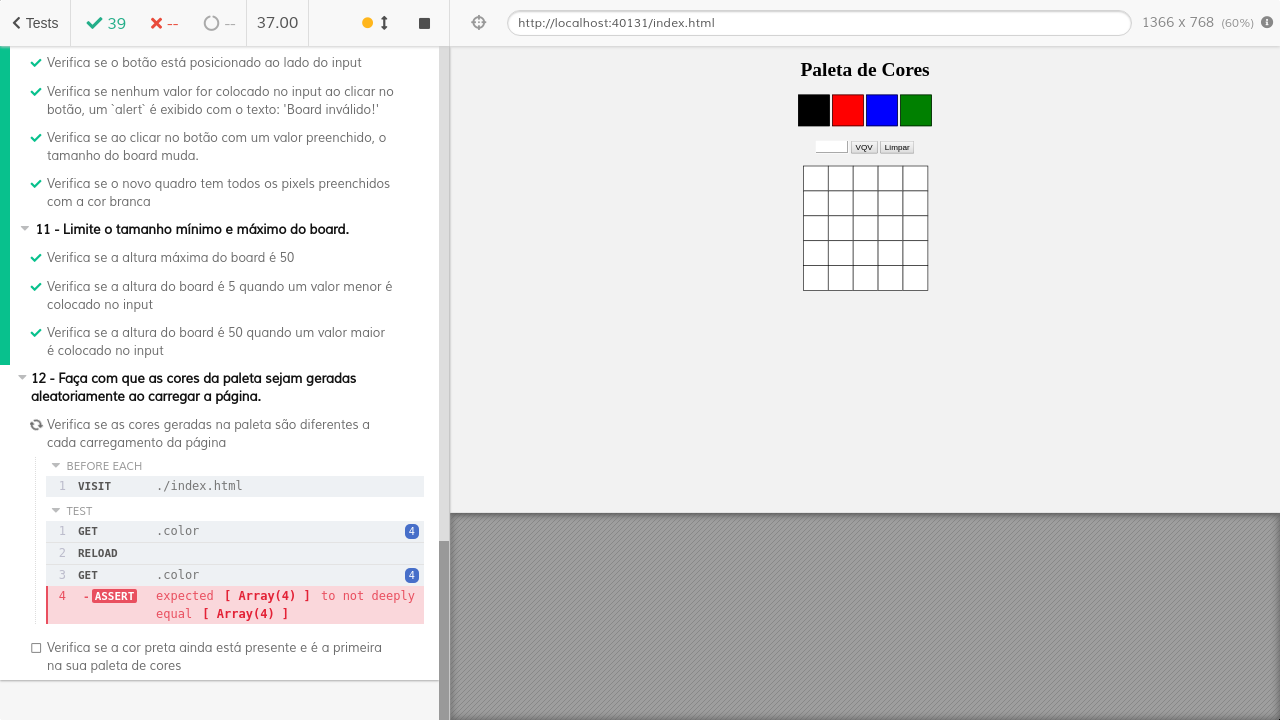 Tests
39
--
--
37.00
http://localhost:40131/index.html
1366 x 768 (60%)
Verifica se o botão está posicionado ao lado do input
Verifica se nenhum valor for colocado no input ao clicar no
botão, um `alert` é exibido com o texto: 'Board inválido!'
Verifica se ao clicar no botão com um valor preenchido, o
tamanho do board muda.
Verifica se o novo quadro tem todos os pixels preenchidos
com a cor branca
11 - Limite o tamanho mínimo e máximo do board.
Verifica se a altura máxima do board é 50
Verifica se a altura do board é 5 quando um valor menor é
colocado no input
Verifica se a altura do board é 50 quando um valor maior
é colocado no input
12 - Faça com que as cores da paleta sejam geradas
aleatoriamente ao carregar a página.
Verifica se as cores geradas na paleta são diferentes a
cada carregamento da página
BEFORE EACH
1 VISIT ./index.html
TEST
1 GET .color 4
2 RELOAD
3 GET .color 4
4 -ASSERT expected [ Array(4) ] to not deeply
equal [ Array(4) ]
Verifica se a cor preta ainda está presente e é a primeira
na sua paleta de cores
Paleta de Cores
VQV Limpar